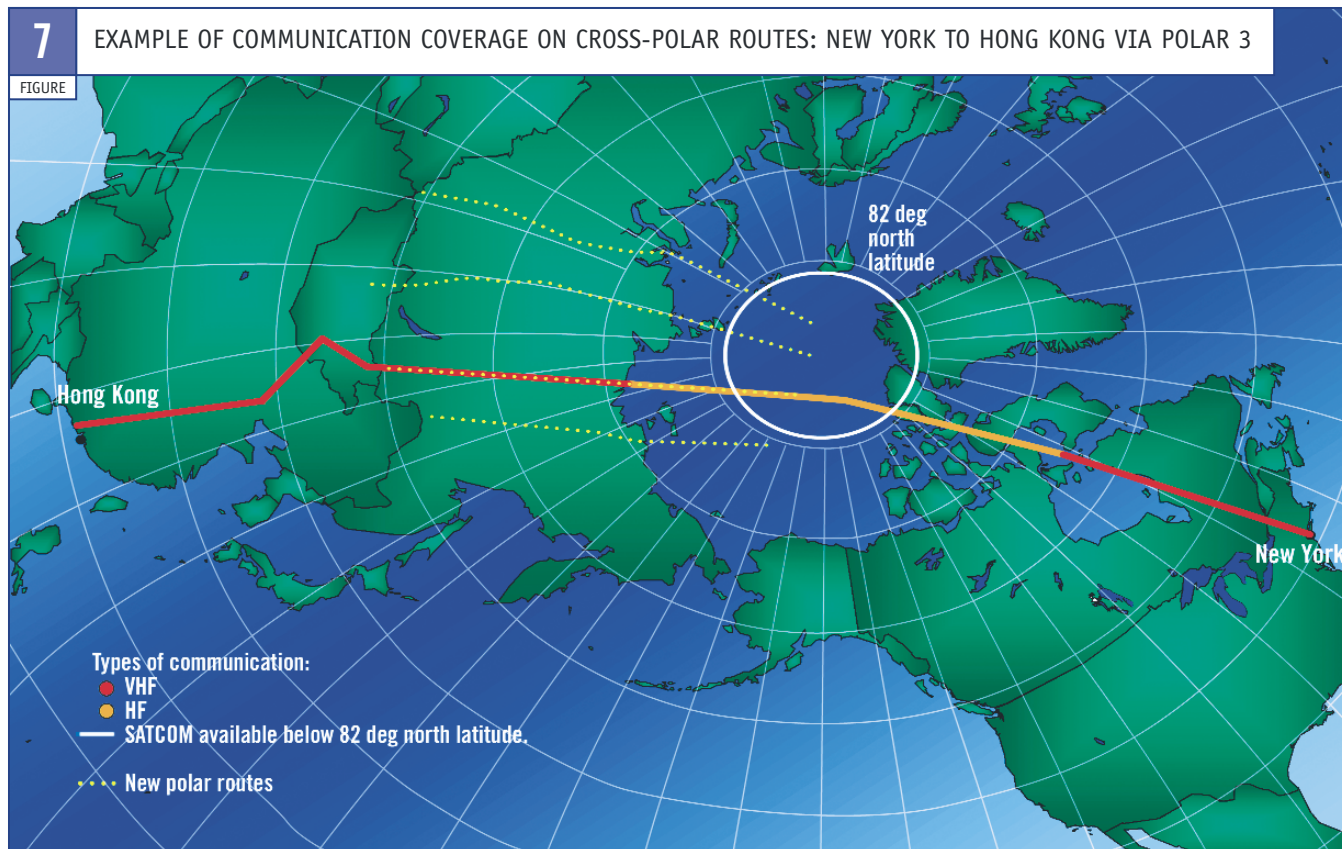 7
FIGURE
EXAMPLE OF COMMUNICATION COVERAGE ON CROSS-POLAR ROUTES: NEW YORK TO HONG KONG VIA POLAR 3
82 deg
north
latitude
Hong Kong
New York
Types of communication:
VHF
HF
SATCOM available below 82 deg north latitude.
New polar routes